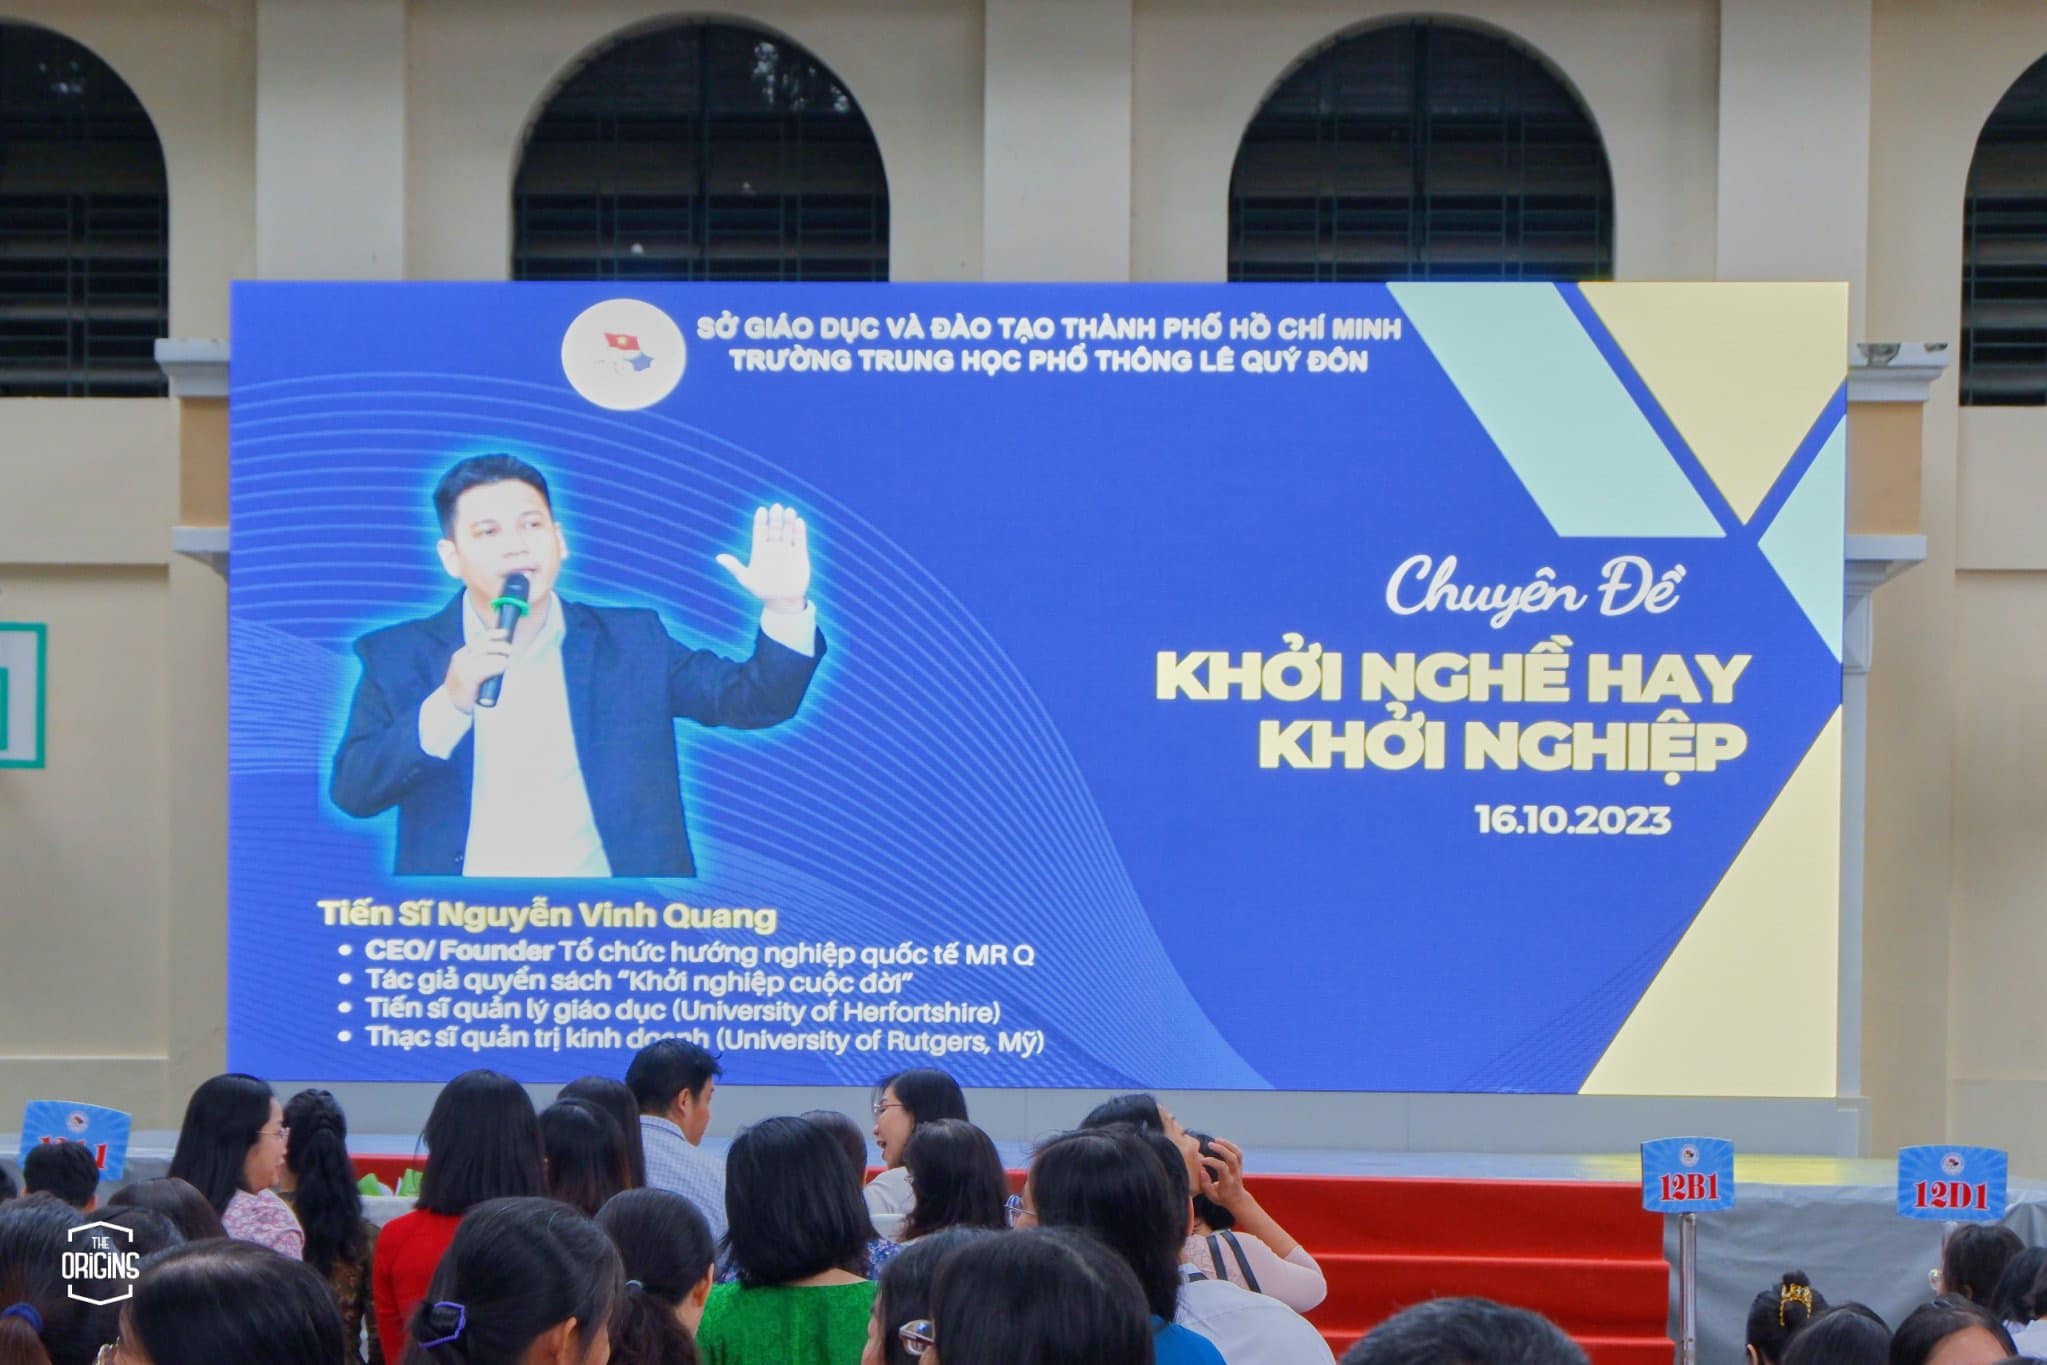 SỞ GIÁO DỤC VÀ ĐÀO TẠO THÀNH PHỐ HỒ CHÍ MINH
TRƯỜNG TRUNG HỌC PHỔ THÔNG LÊ QUÝ ĐÔN
Chuyên Đề
KHỞI NGHỀ HAY
KHỞI NGHIỆP
16.10.2023
Tiến Sĩ Nguyễn Vinh Quang
• CEO/ Founder Tổ chức hướng nghiệp quốc tế MR Q
• Tác giả quyển sách “Khởi nghiệp cuộc đời”
• Tiến sĩ quản lý giáo dục (University of Herfortshire)
• Thạc sĩ quản trị kinh doanh (University of Rutgers, Mỹ)
12B1
12D1
THE
ORIGINS